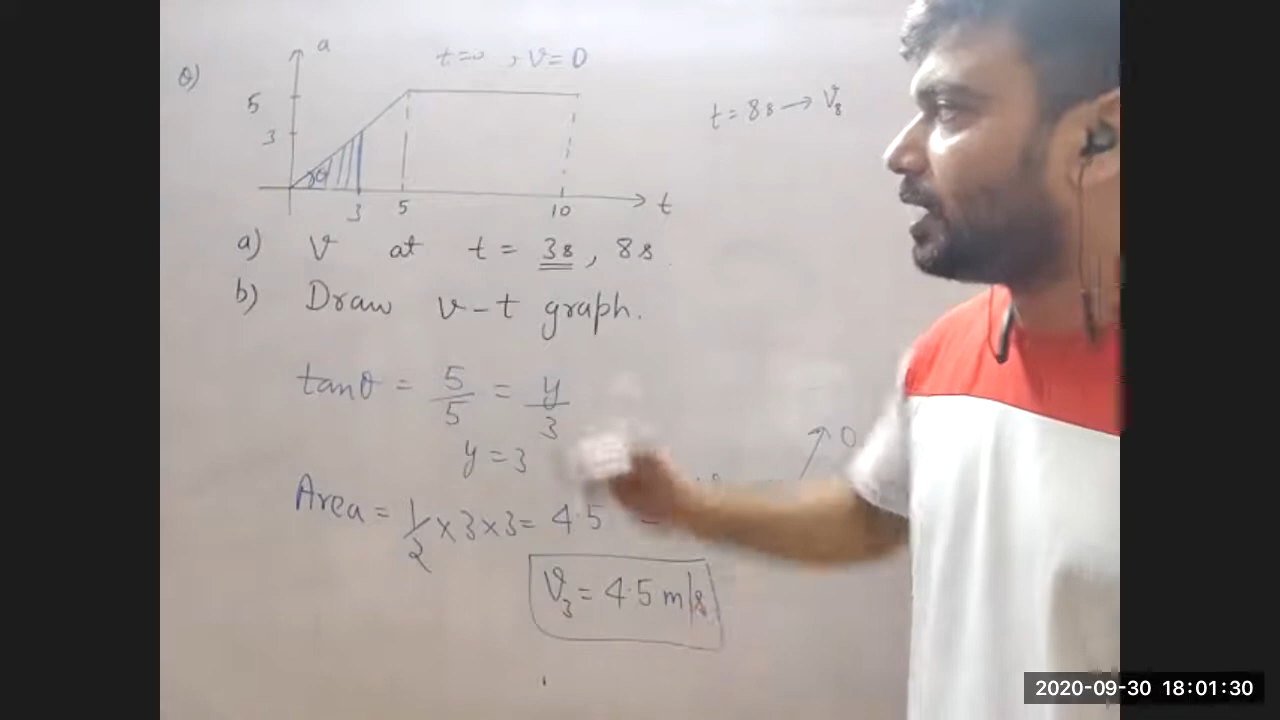 Q)
a
t=0 , v=0
5
3
θ
3 5 10 t
t = 8s → v₈
a) v at t = 3s, 8s
b) Draw v-t graph.
tanθ = 5/5 = y/3
y = 3
Area = 1/2 × 3 × 3 = 4.5
0
v₃ = 4.5 m/s
2020-09-30 18:01:30